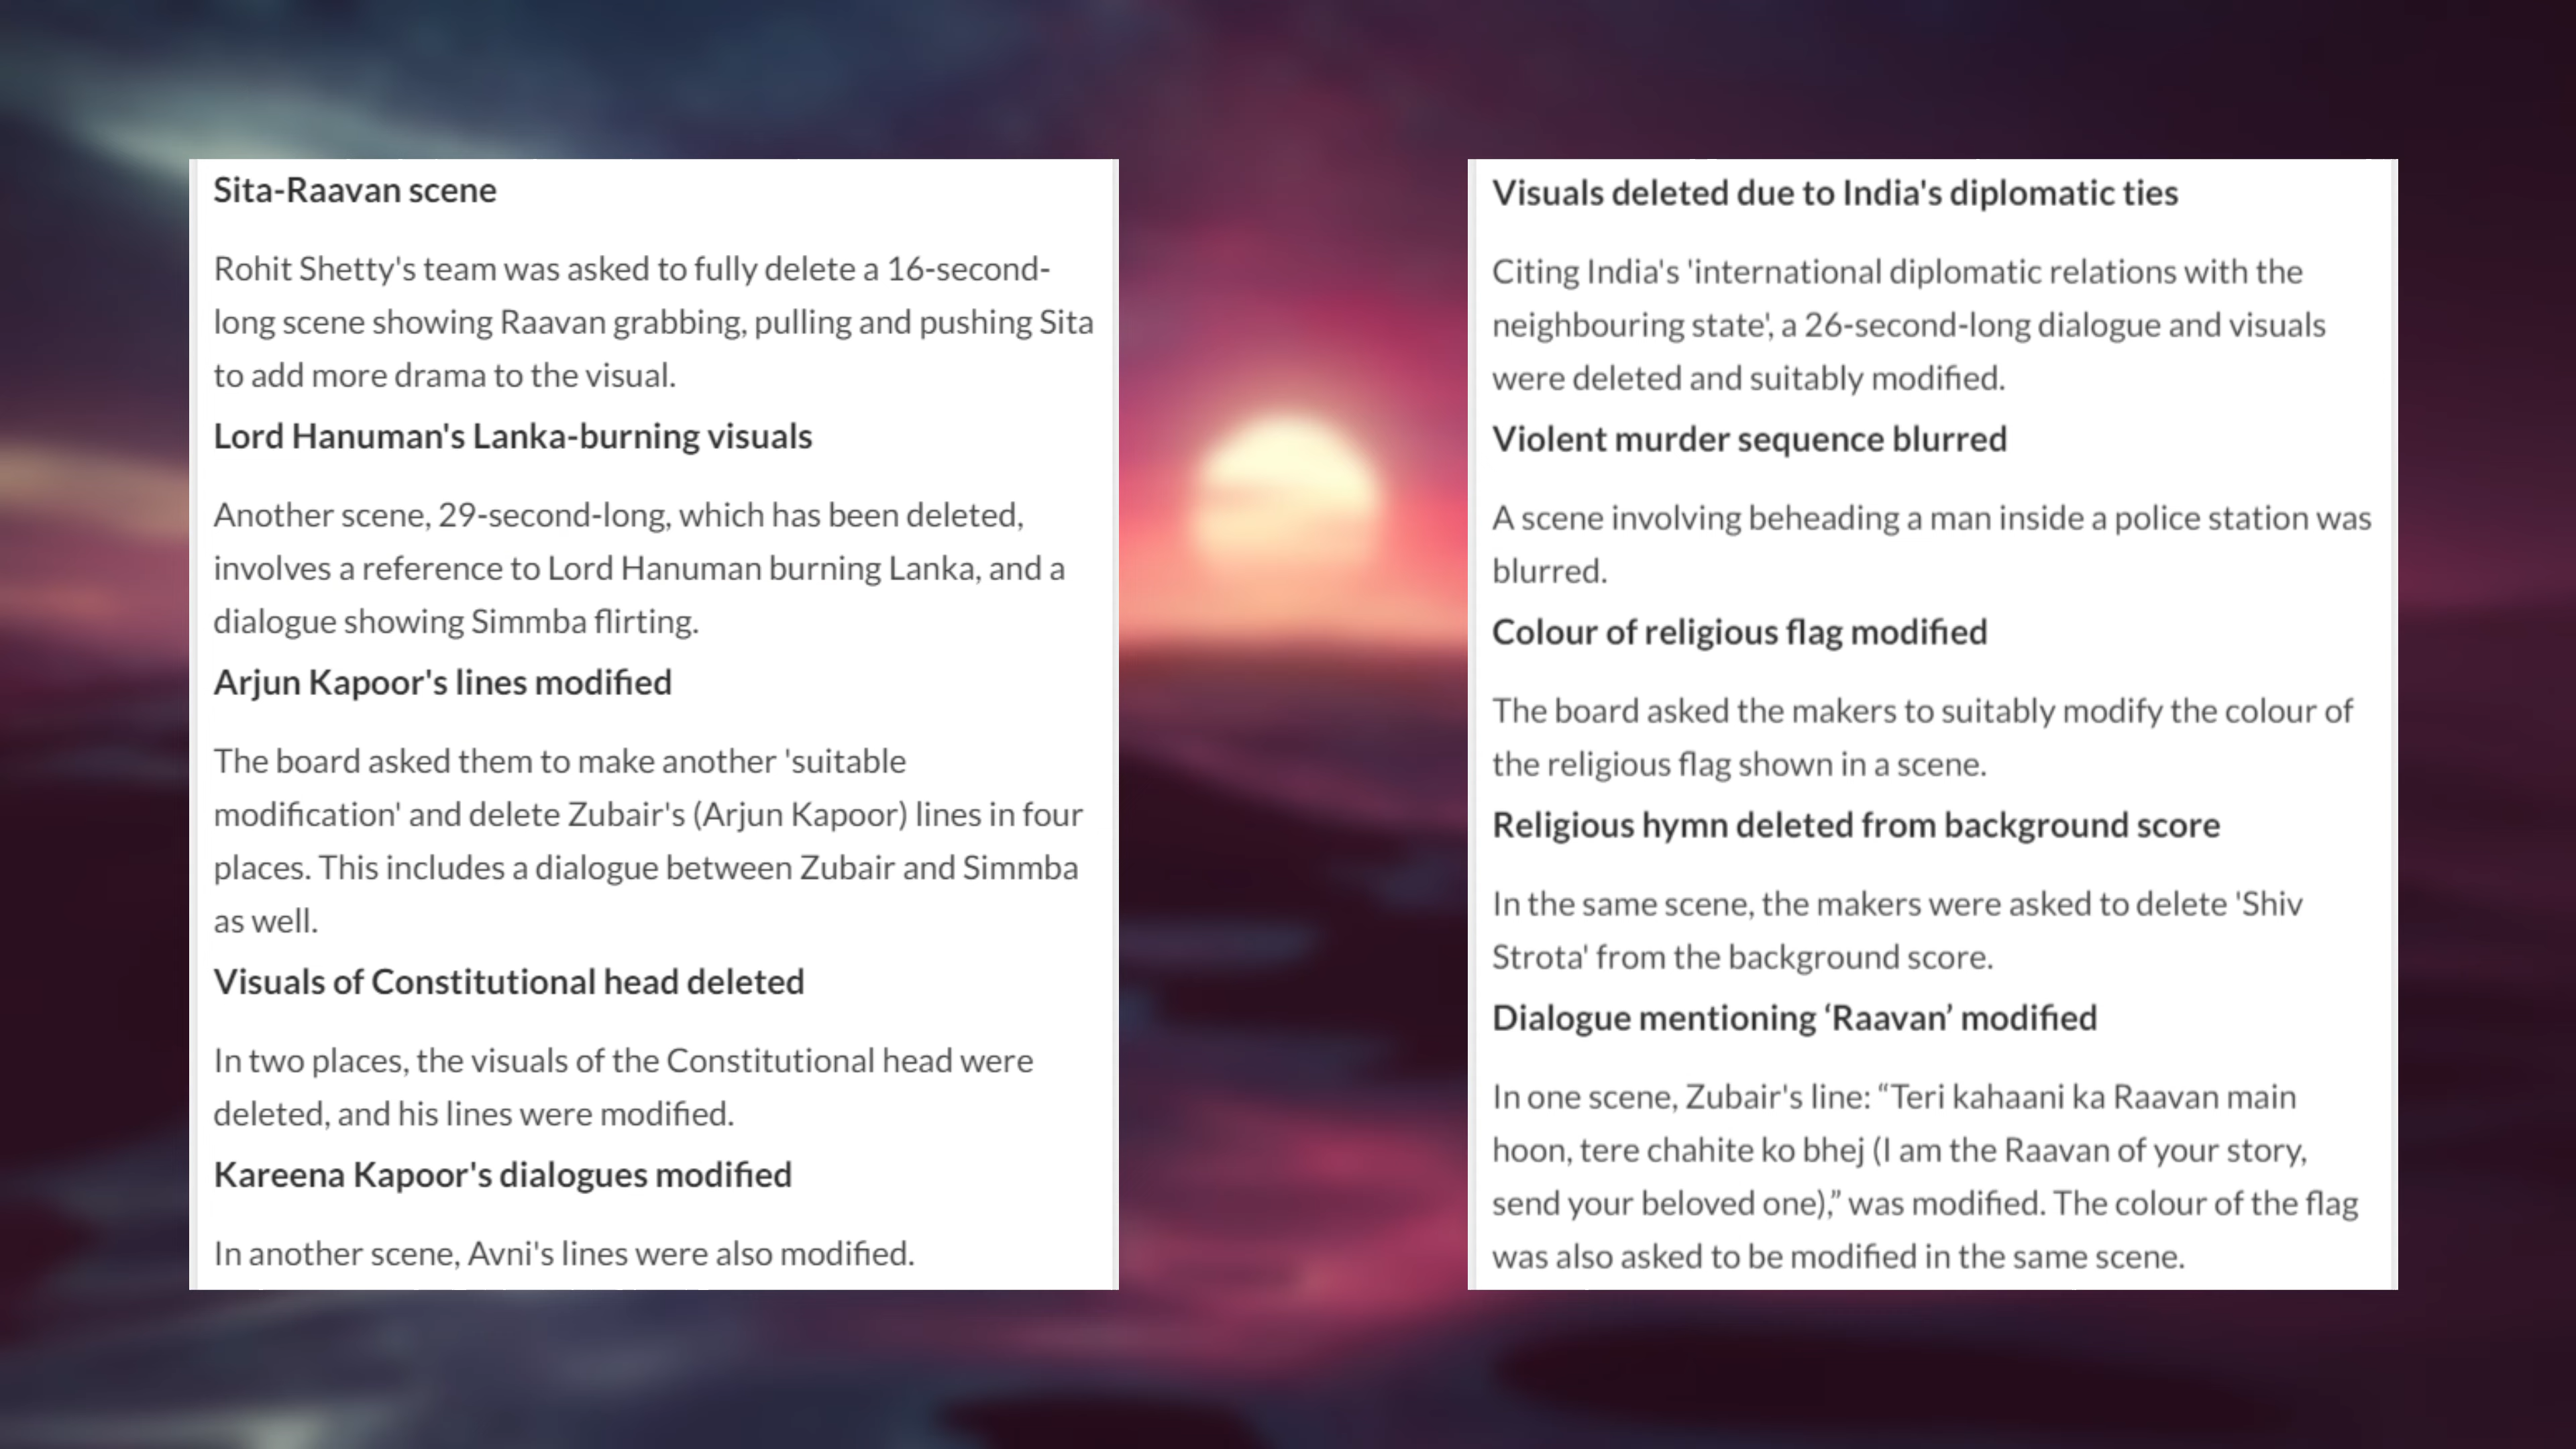 Sita-Raavan scene
Rohit Shetty's team was asked to fully delete a 16-second-
long scene showing Raavan grabbing, pulling and pushing Sita
to add more drama to the visual.
Lord Hanuman's Lanka-burning visuals
Another scene, 29-second-long, which has been deleted,
involves a reference to Lord Hanuman burning Lanka, and a
dialogue showing Simmba flirting.
Arjun Kapoor's lines modified
The board asked them to make another 'suitable
modification' and delete Zubair's (Arjun Kapoor) lines in four
places. This includes a dialogue between Zubair and Simmba
as well.
Visuals of Constitutional head deleted
In two places, the visuals of the Constitutional head were
deleted, and his lines were modified.
Kareena Kapoor's dialogues modified
In another scene, Avni's lines were also modified.
Visuals deleted due to India's diplomatic ties
Citing India's 'international diplomatic relations with the
neighbouring state', a 26-second-long dialogue and visuals
were deleted and suitably modified.
Violent murder sequence blurred
A scene involving beheading a man inside a police station was
blurred.
Colour of religious flag modified
The board asked the makers to suitably modify the colour of
the religious flag shown in a scene.
Religious hymn deleted from background score
In the same scene, the makers were asked to delete 'Shiv
Strota' from the background score.
Dialogue mentioning ‘Raavan’ modified
In one scene, Zubair's line: “Teri kahaani ka Raavan main
hoon, tere chahite ko bhej (I am the Raavan of your story,
send your beloved one),” was modified. The colour of the flag
was also asked to be modified in the same scene.